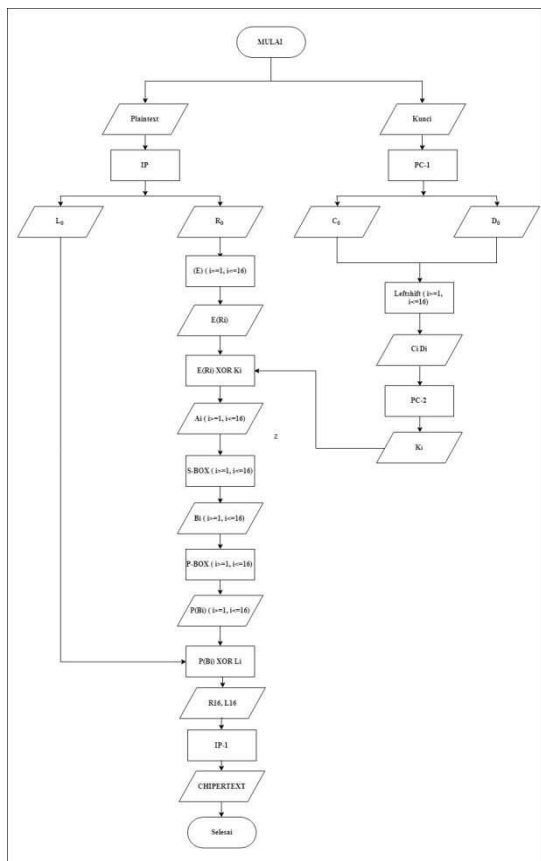 MULAI
Plaintext
Kunci
IP
PC-1
L0
R0
C0
D0
(E) ( i>=1, i<=16)
Leftshift ( i>=1,
i<=16)
E(Ri)
Ci Di
E(Ri) XOR Ki
PC-2
Ai ( i>=1, i<=16)
Z
Ki
S-BOX ( i>=1, i<=16)
Bi ( i>=1, i<=16)
P-BOX ( i>=1, i<=16)
P(Bi) ( i>=1, i<=16)
P(Bi) XOR Li
R16, L16
IP-1
CHIPERTEXT
Selesai